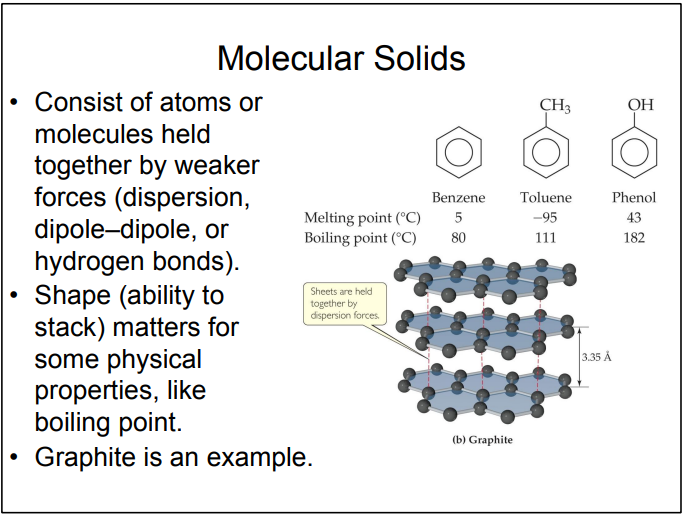 Molecular Solids
• Consist of atoms or
molecules held
together by weaker
forces (dispersion,
dipole–dipole, or
hydrogen bonds).
• Shape (ability to
stack) matters for
some physical
properties, like
boiling point.
• Graphite is an example.
CH₃ OH
Benzene Toluene Phenol
Melting point (°C) 5 −95 43
Boiling point (°C) 80 111 182
Sheets are held
together by
dispersion forces.
3.35 Å
(b) Graphite